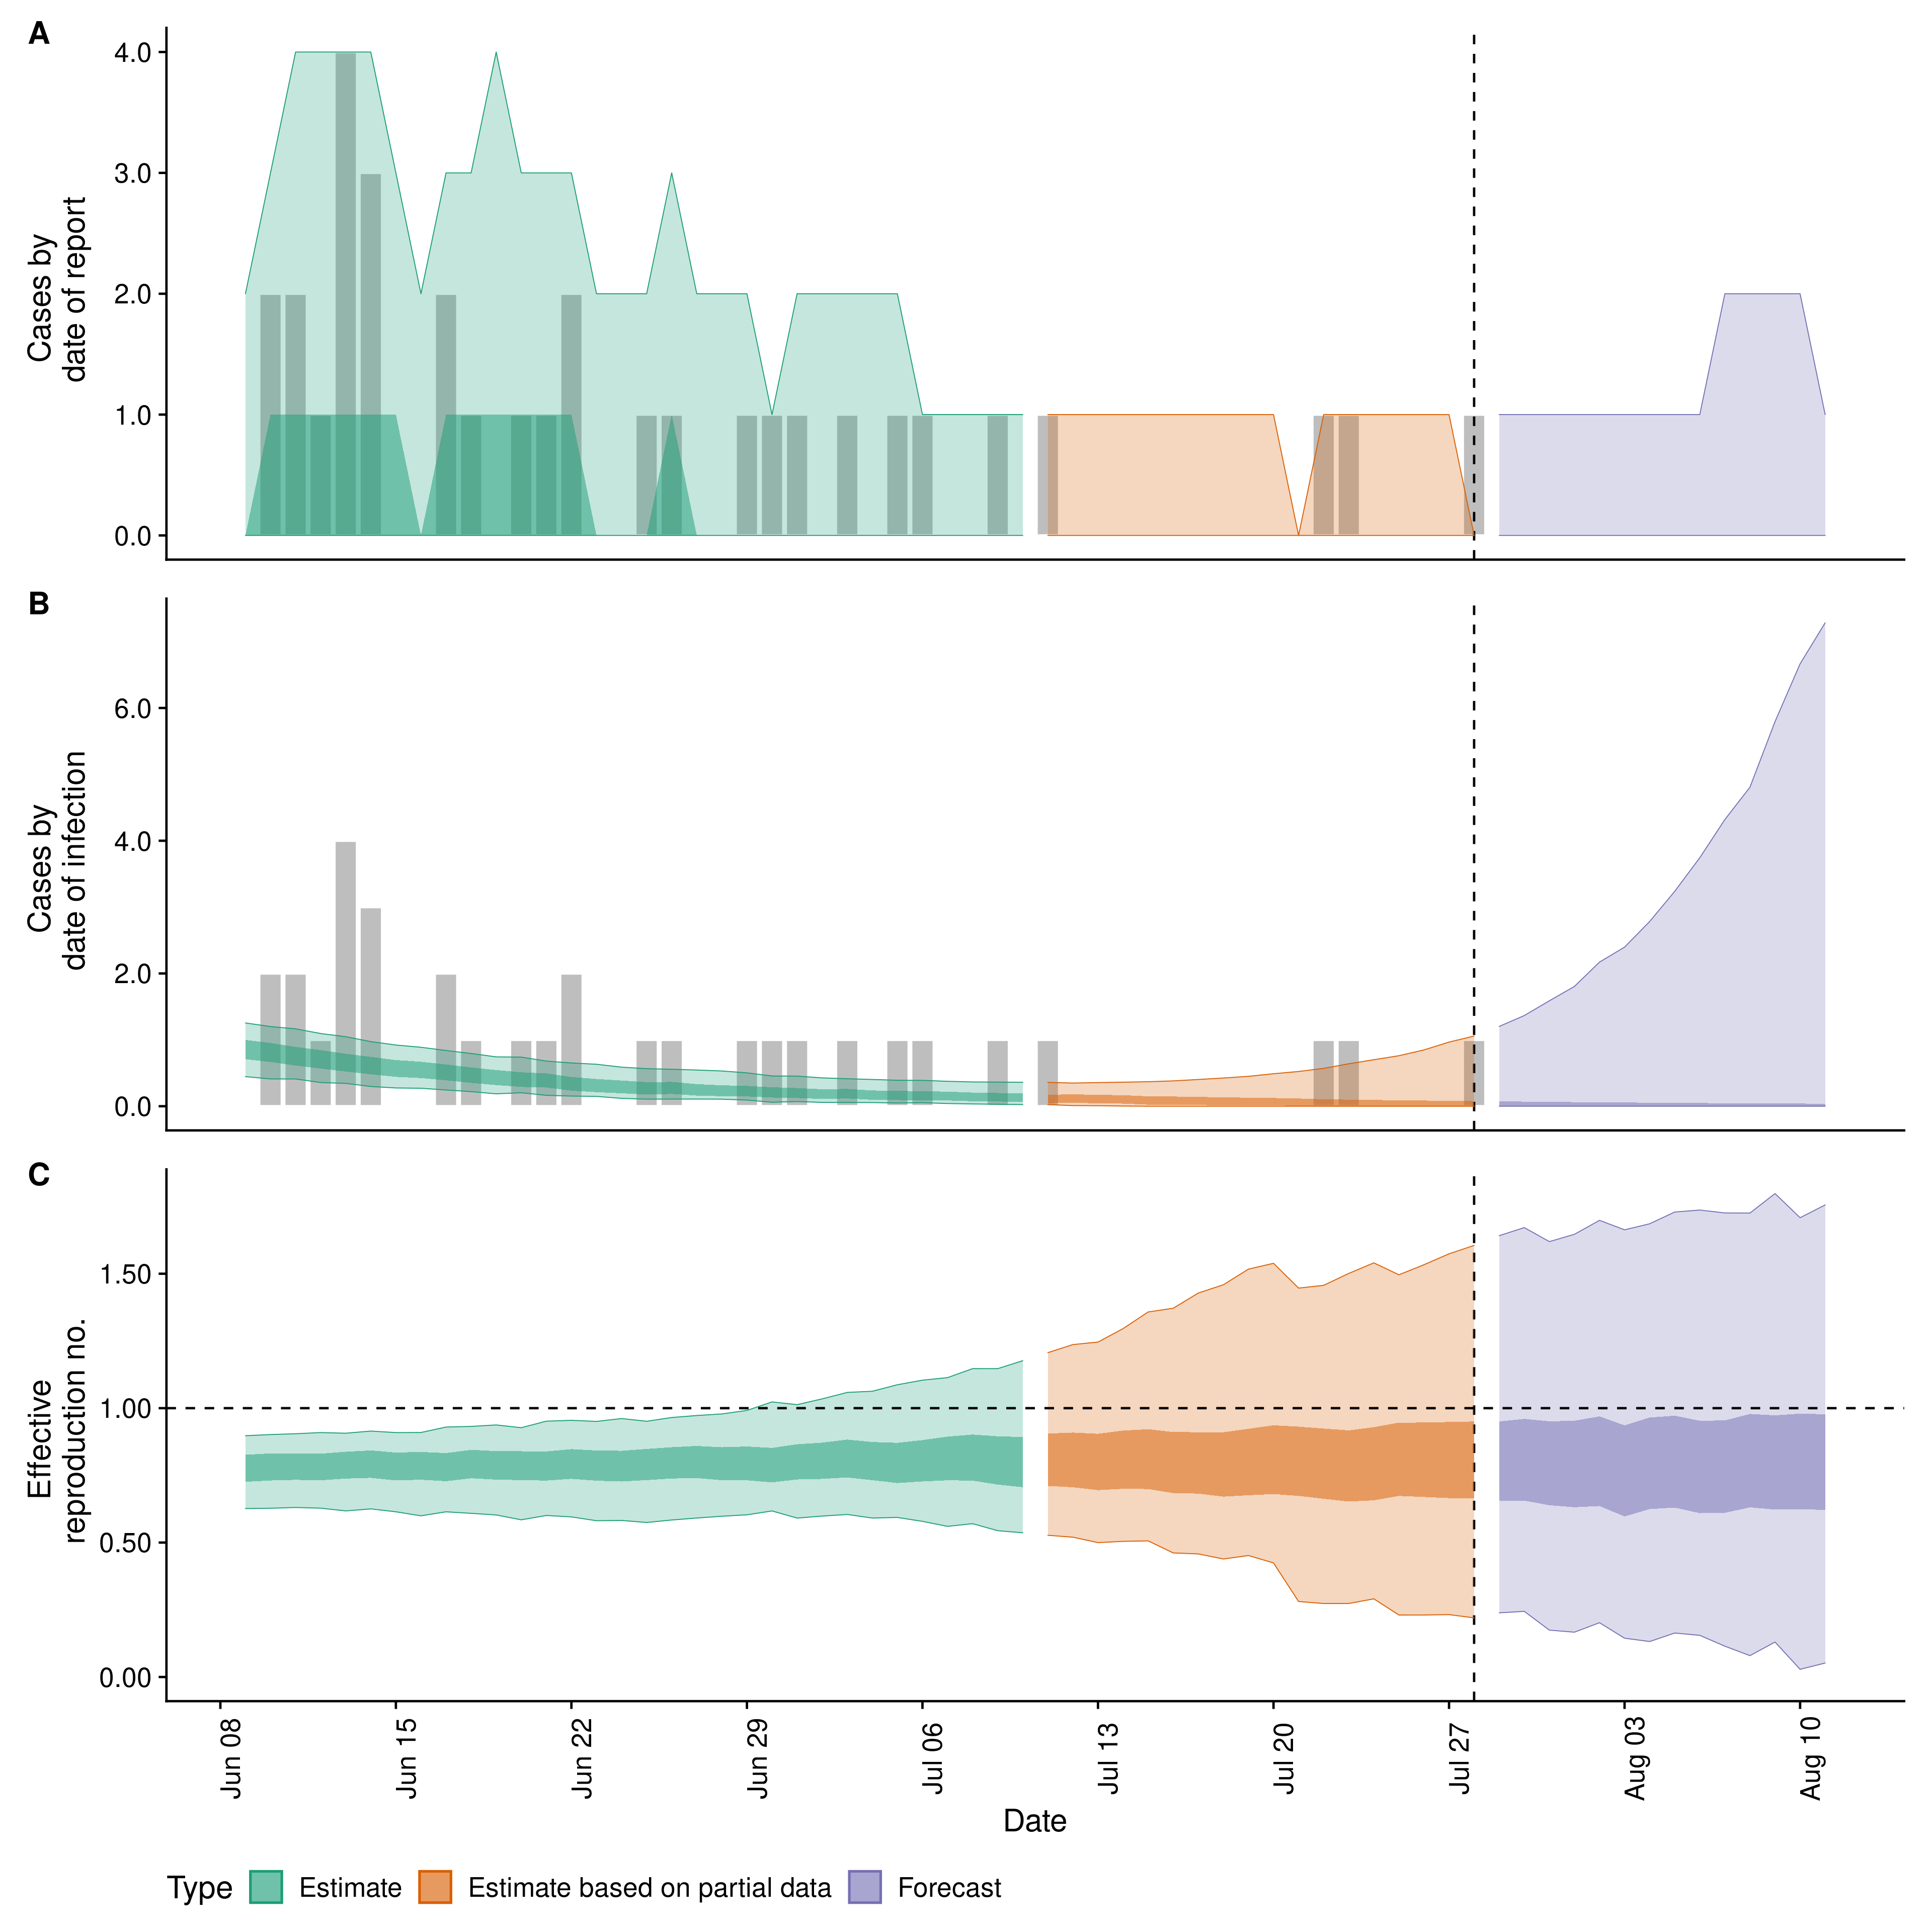 A
4.0
3.0
2.0
1.0
0.0
Cases by
date of report
B
6.0
4.0
2.0
0.0
Cases by
date of infection
C
1.50
1.00
0.50
0.00
Effective
reproduction no.
Jun 08
Jun 15
Jun 22
Jun 29
Jul 06
Jul 13
Jul 20
Jul 27
Aug 03
Aug 10
Date
Type Estimate Estimate based on partial data Forecast